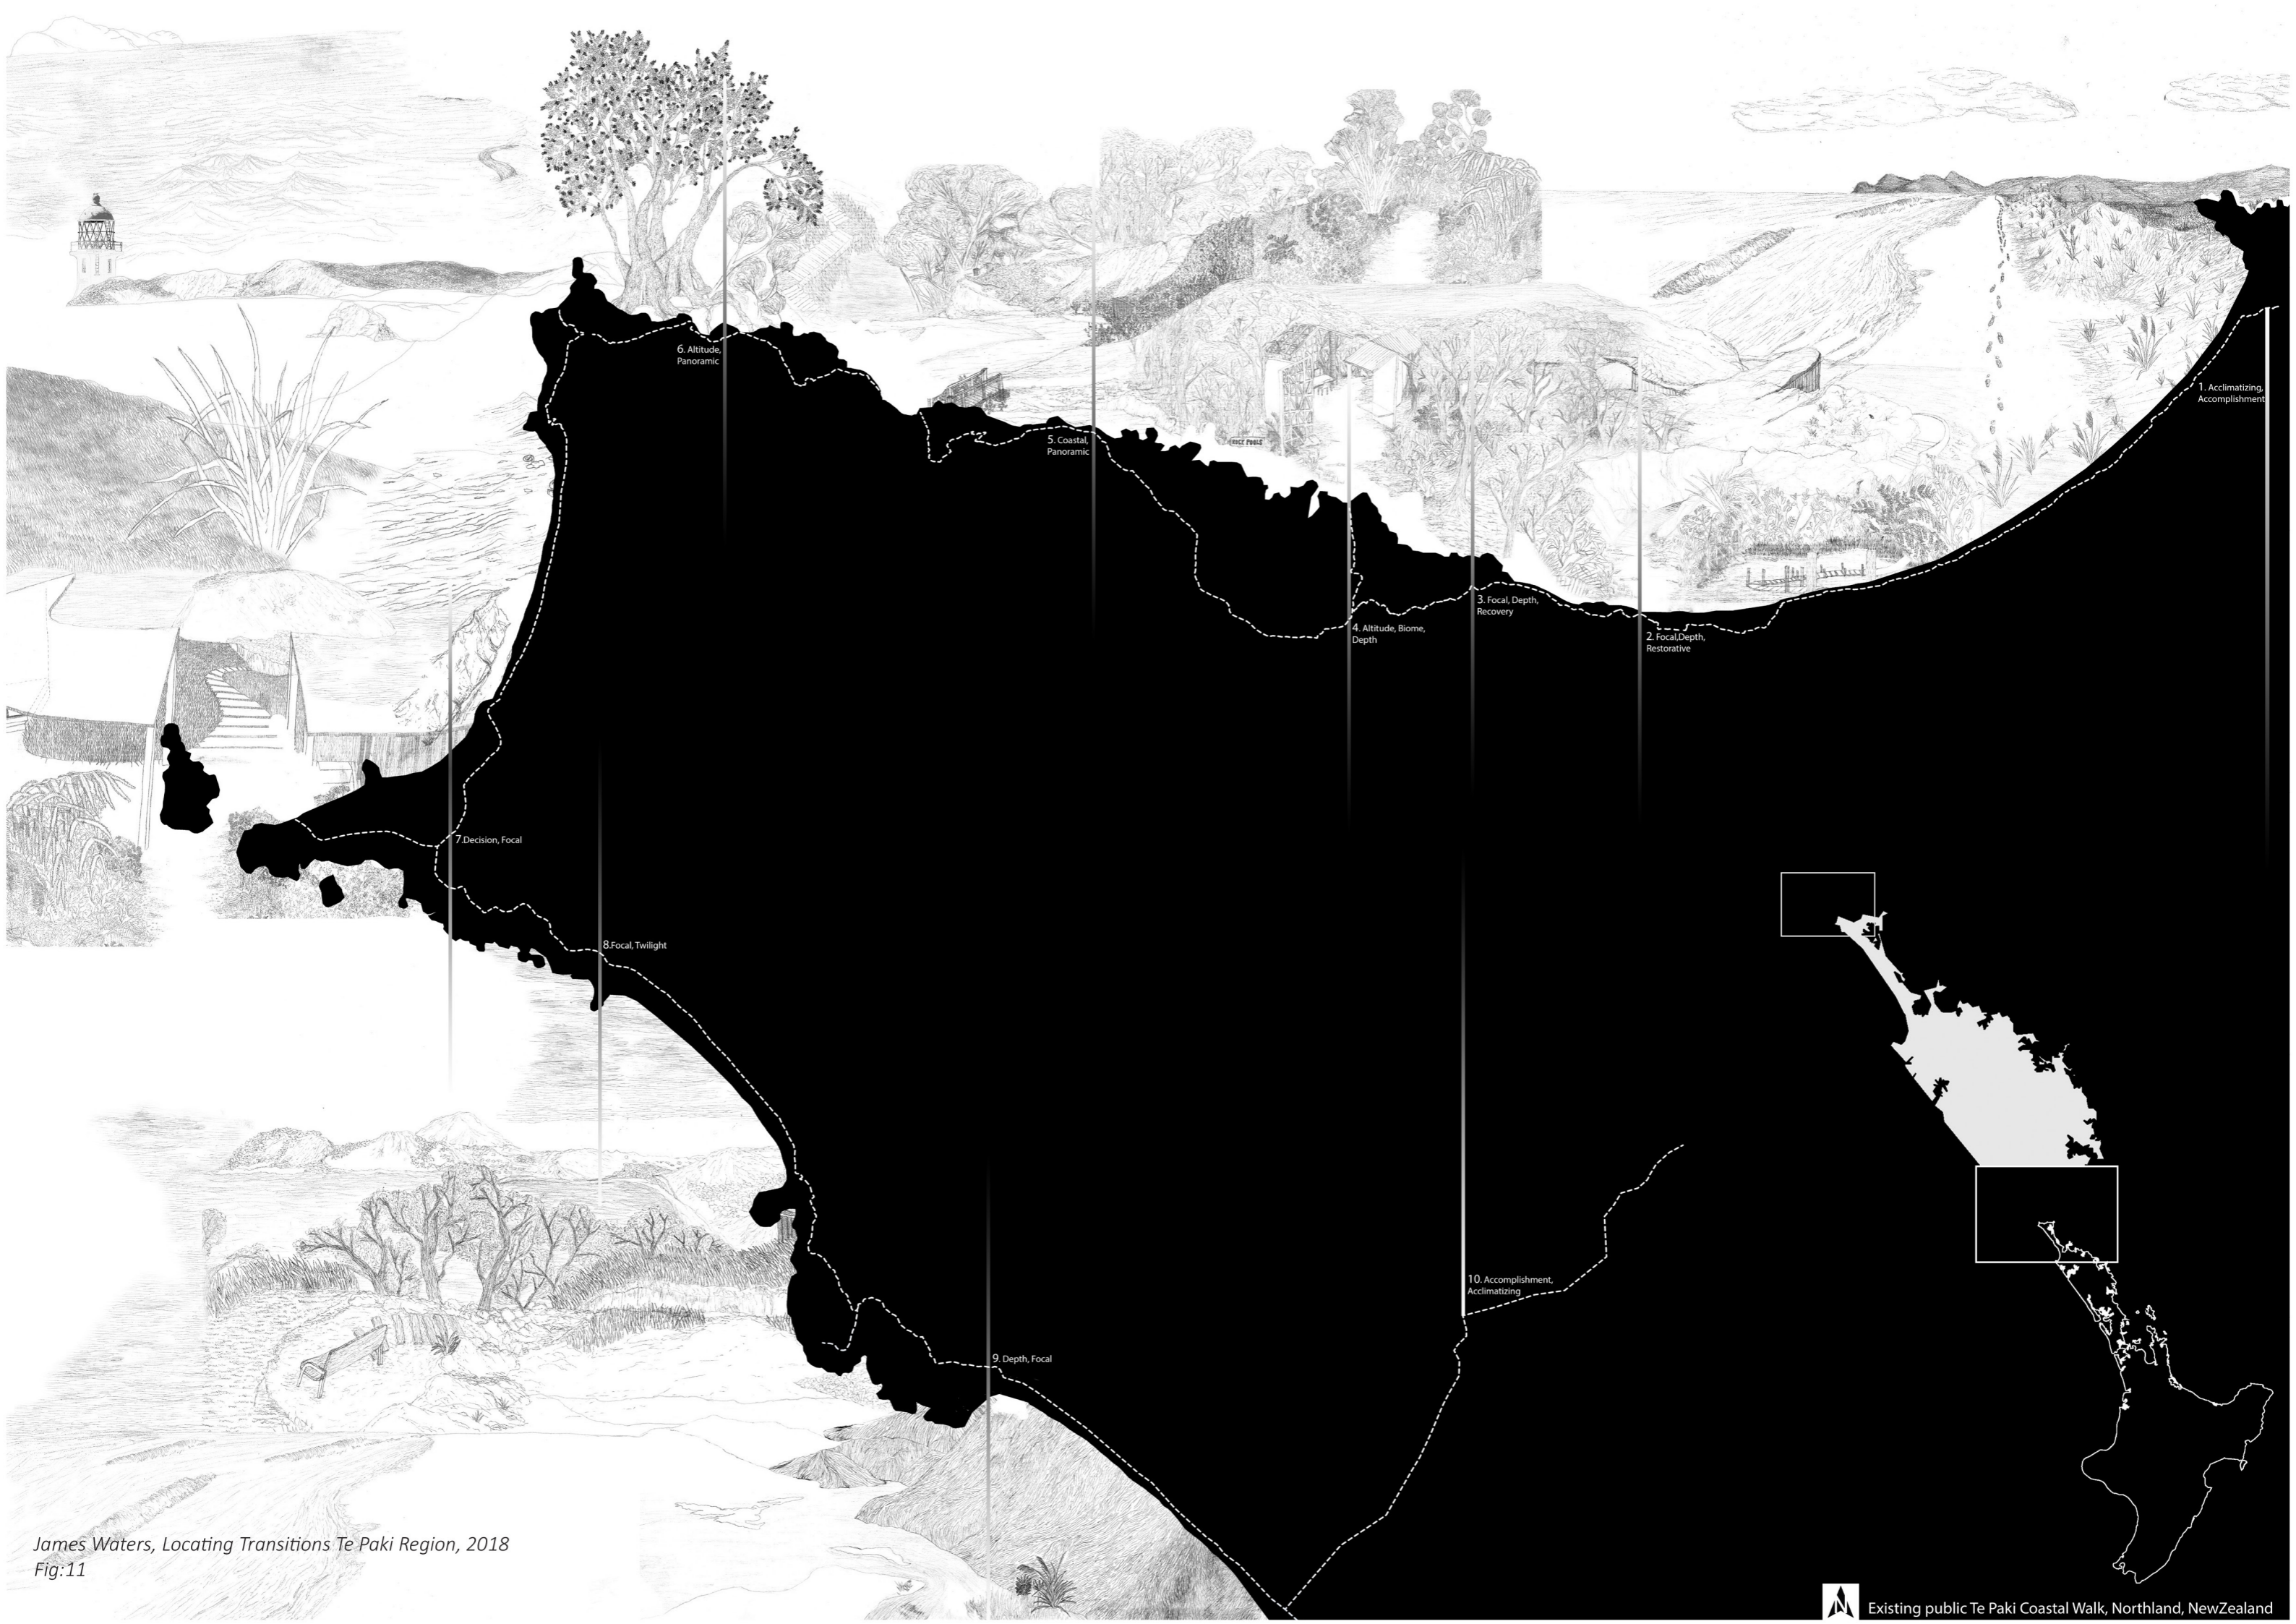 6. Altitude,
Panoramic
1. Acclimatizing,
Accomplishment
5. Coastal,
Panoramic
3. Focal, Depth,
Recovery
4. Altitude, Biome,
Depth
2. Focal,Depth,
Restorative
7.Decision, Focal
8.Focal, Twilight
10. Accomplishment,
Acclimatizing
9. Depth, Focal
James Waters, Locating Transitions Te Paki Region, 2018
Fig:11
Existing public Te Paki Coastal Walk, Northland, NewZealand